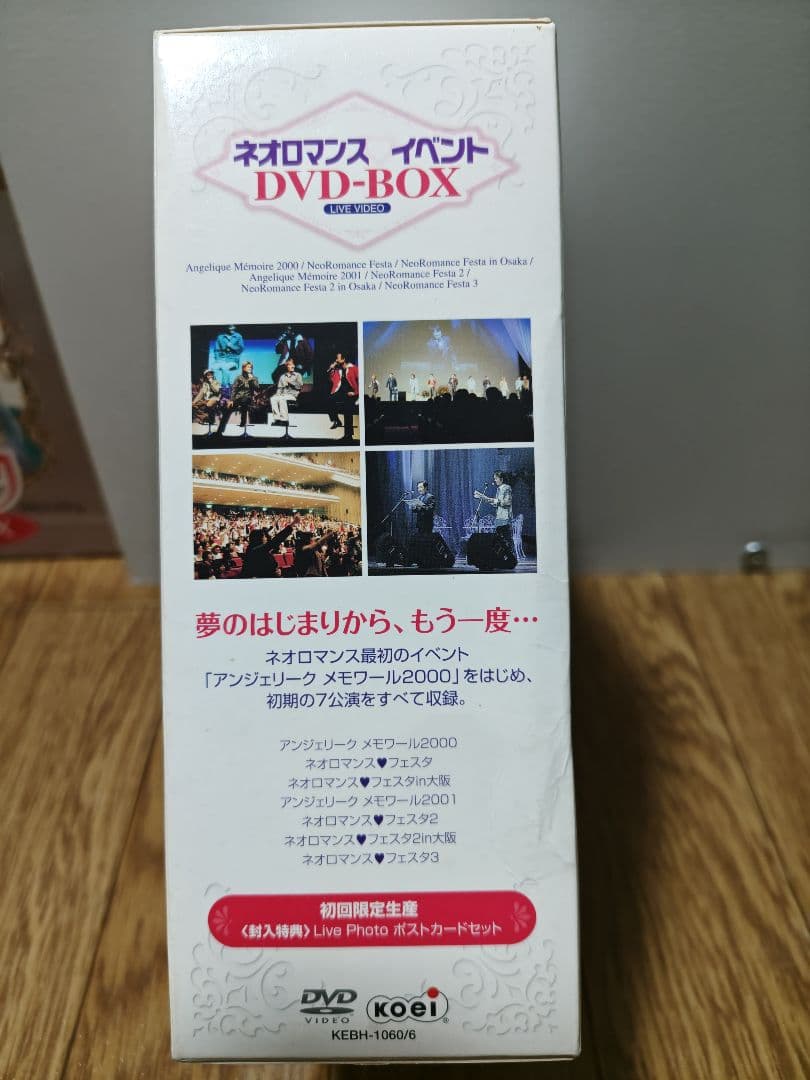 ネオロマンス イベント
DVD-BOX
LIVE VIDEO
Angelique Mémoire 2000 / NeoRomance Festa / NeoRomance Festa in Osaka /
Angelique Mémoire 2001 / NeoRomance Festa 2 /
NeoRomance Festa 2 in Osaka / NeoRomance Festa 3
夢のはじまりから、もう一度…
ネオロマンス最初のイベント
「アンジェリーク メモワール2000」をはじめ、
初期の7公演をすべて収録。
アンジェリーク メモワール2000
ネオロマンス♥フェスタ
ネオロマンス♥フェスタin大阪
アンジェリーク メモワール2001
ネオロマンス♥フェスタ2
ネオロマンス♥フェスタ2in大阪
ネオロマンス♥フェスタ3
初回限定生産
〈封入特典〉Live Photo ポストカードセット
DVD
VIDEO
KOEI®
KEBH-1060/6